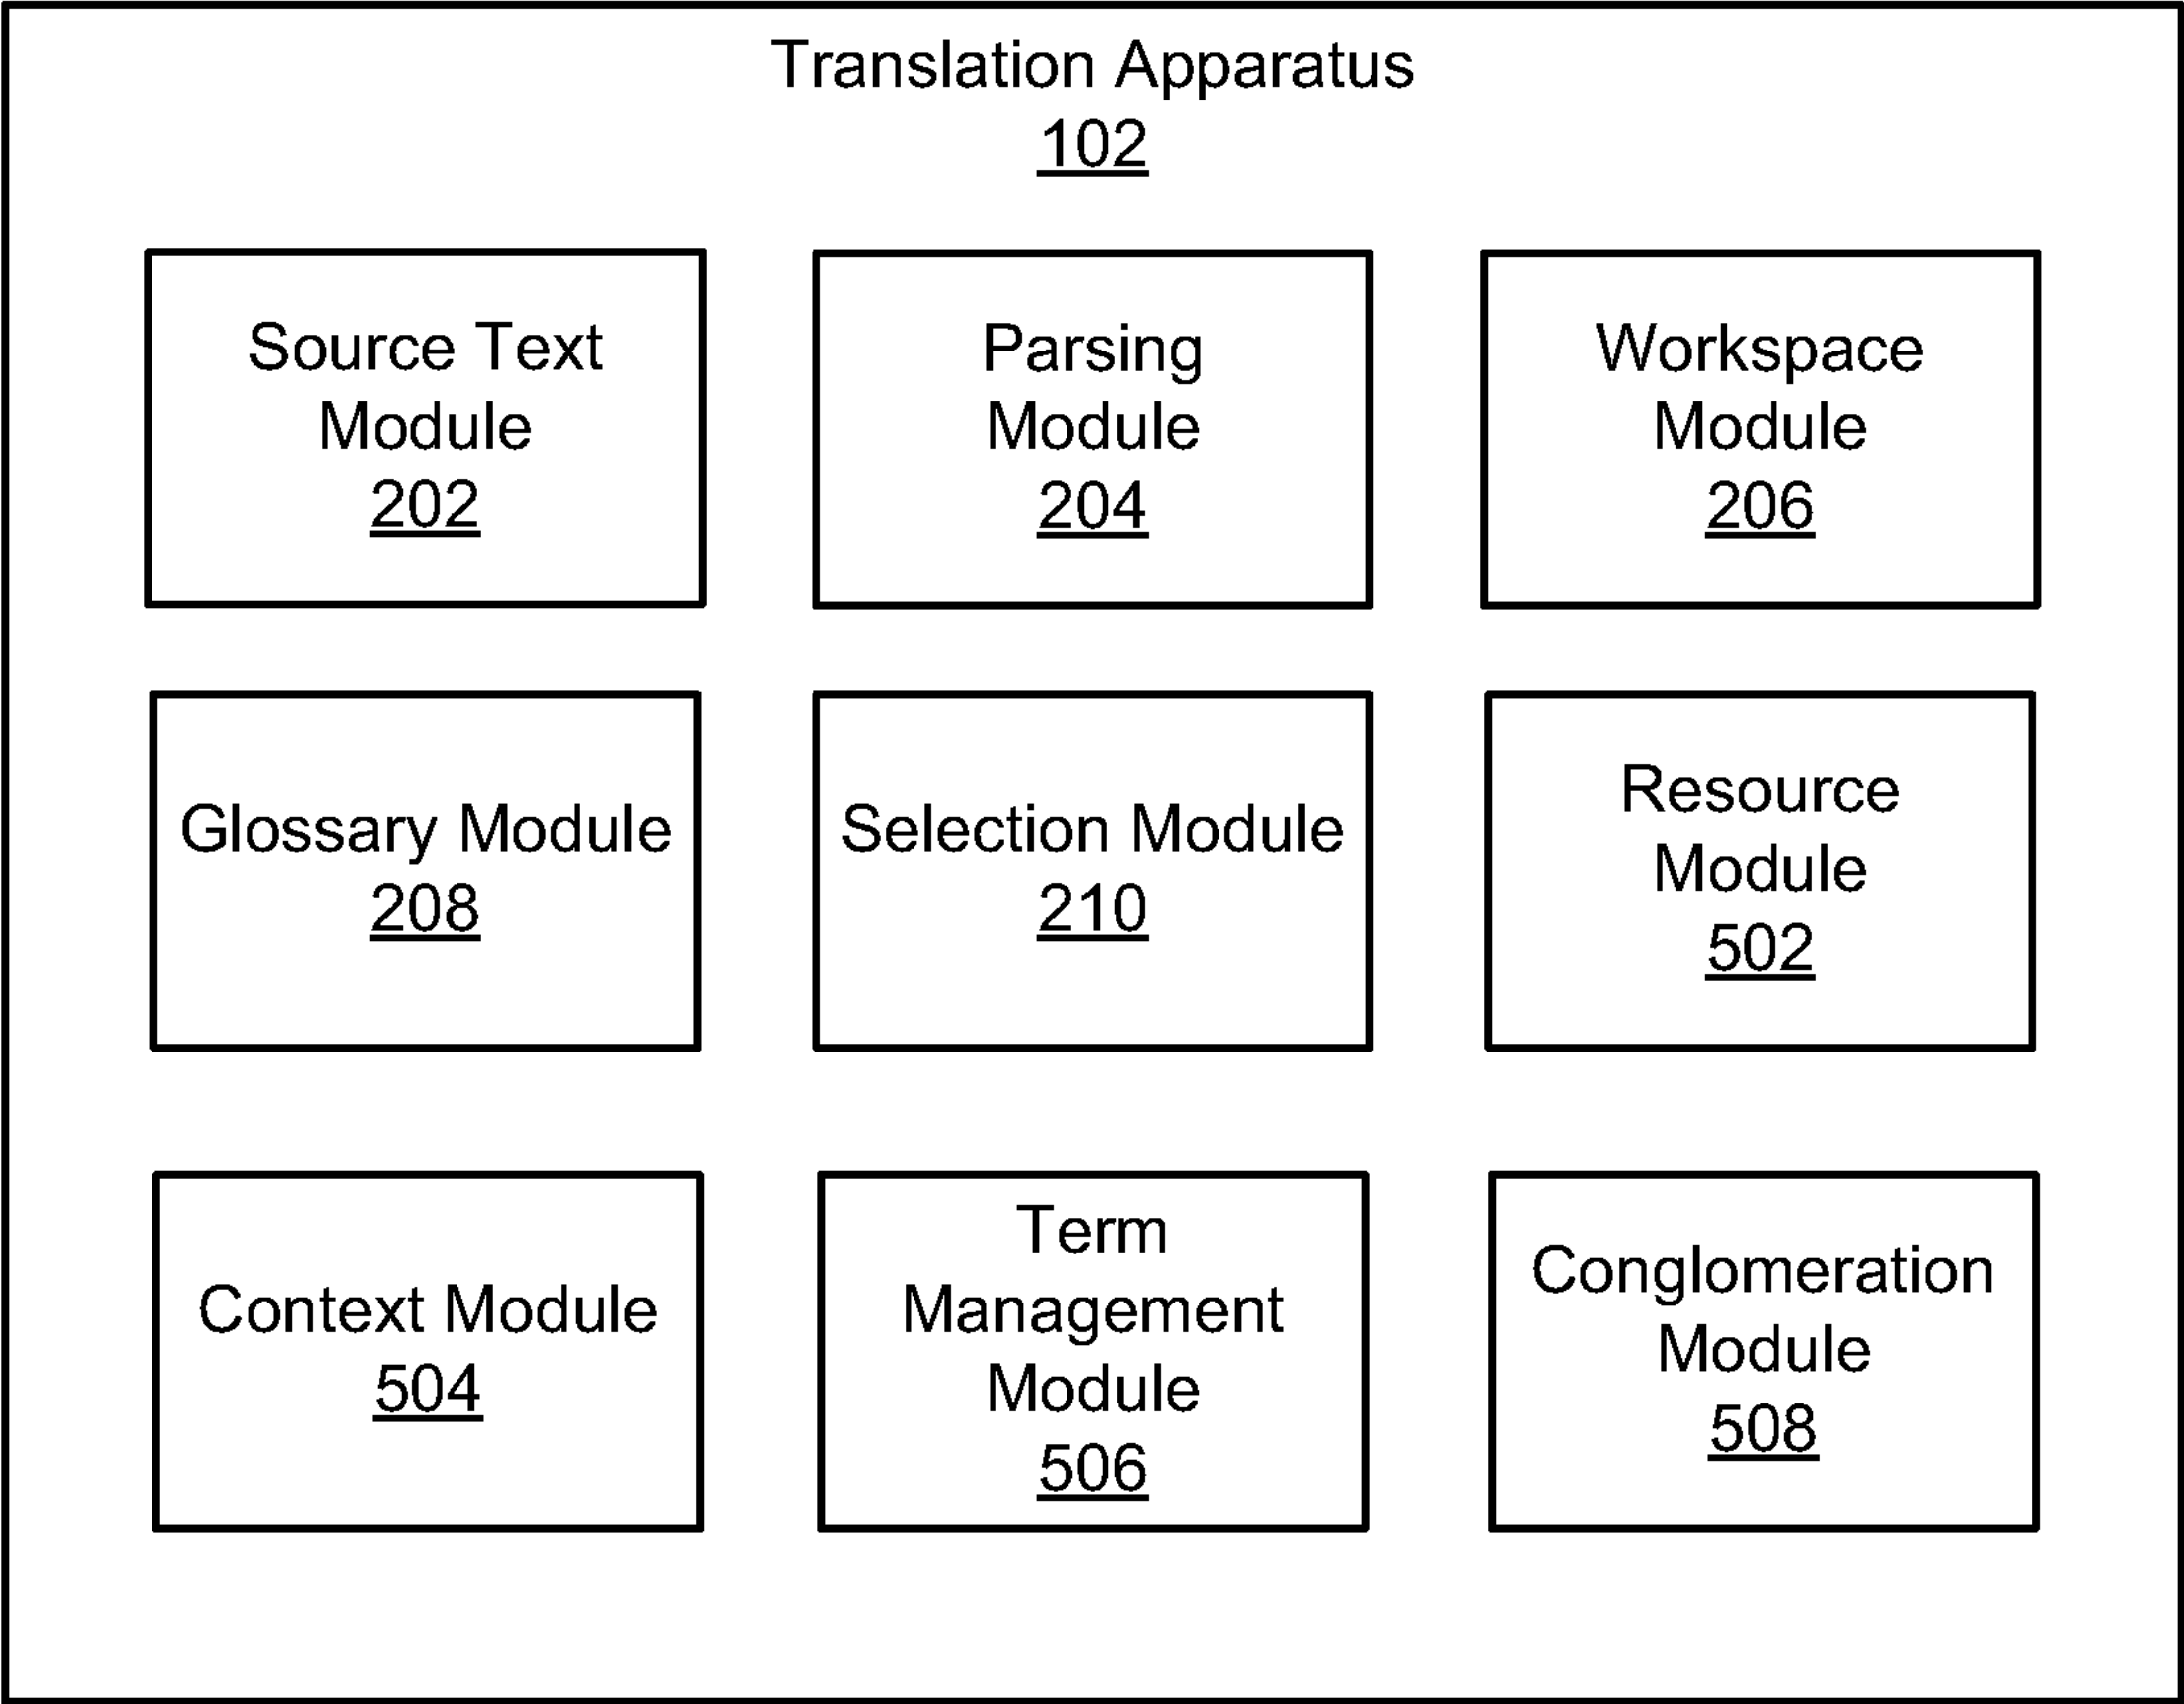 Translation Apparatus
102
Source Text
Module
202
Parsing
Module
204
Workspace
Module
206
Glossary Module
208
Selection Module
210
Resource
Module
502
Context Module
504
Term
Management
Module
506
Conglomeration
Module
508